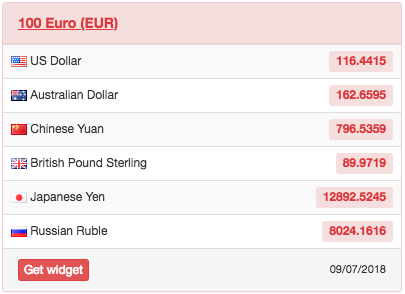 100 Euro (EUR)
US Dollar 116.4415
Australian Dollar 162.6595
Chinese Yuan 796.5359
British Pound Sterling 89.9719
Japanese Yen 12892.5245
Russian Ruble 8024.1616
Get widget 09/07/2018